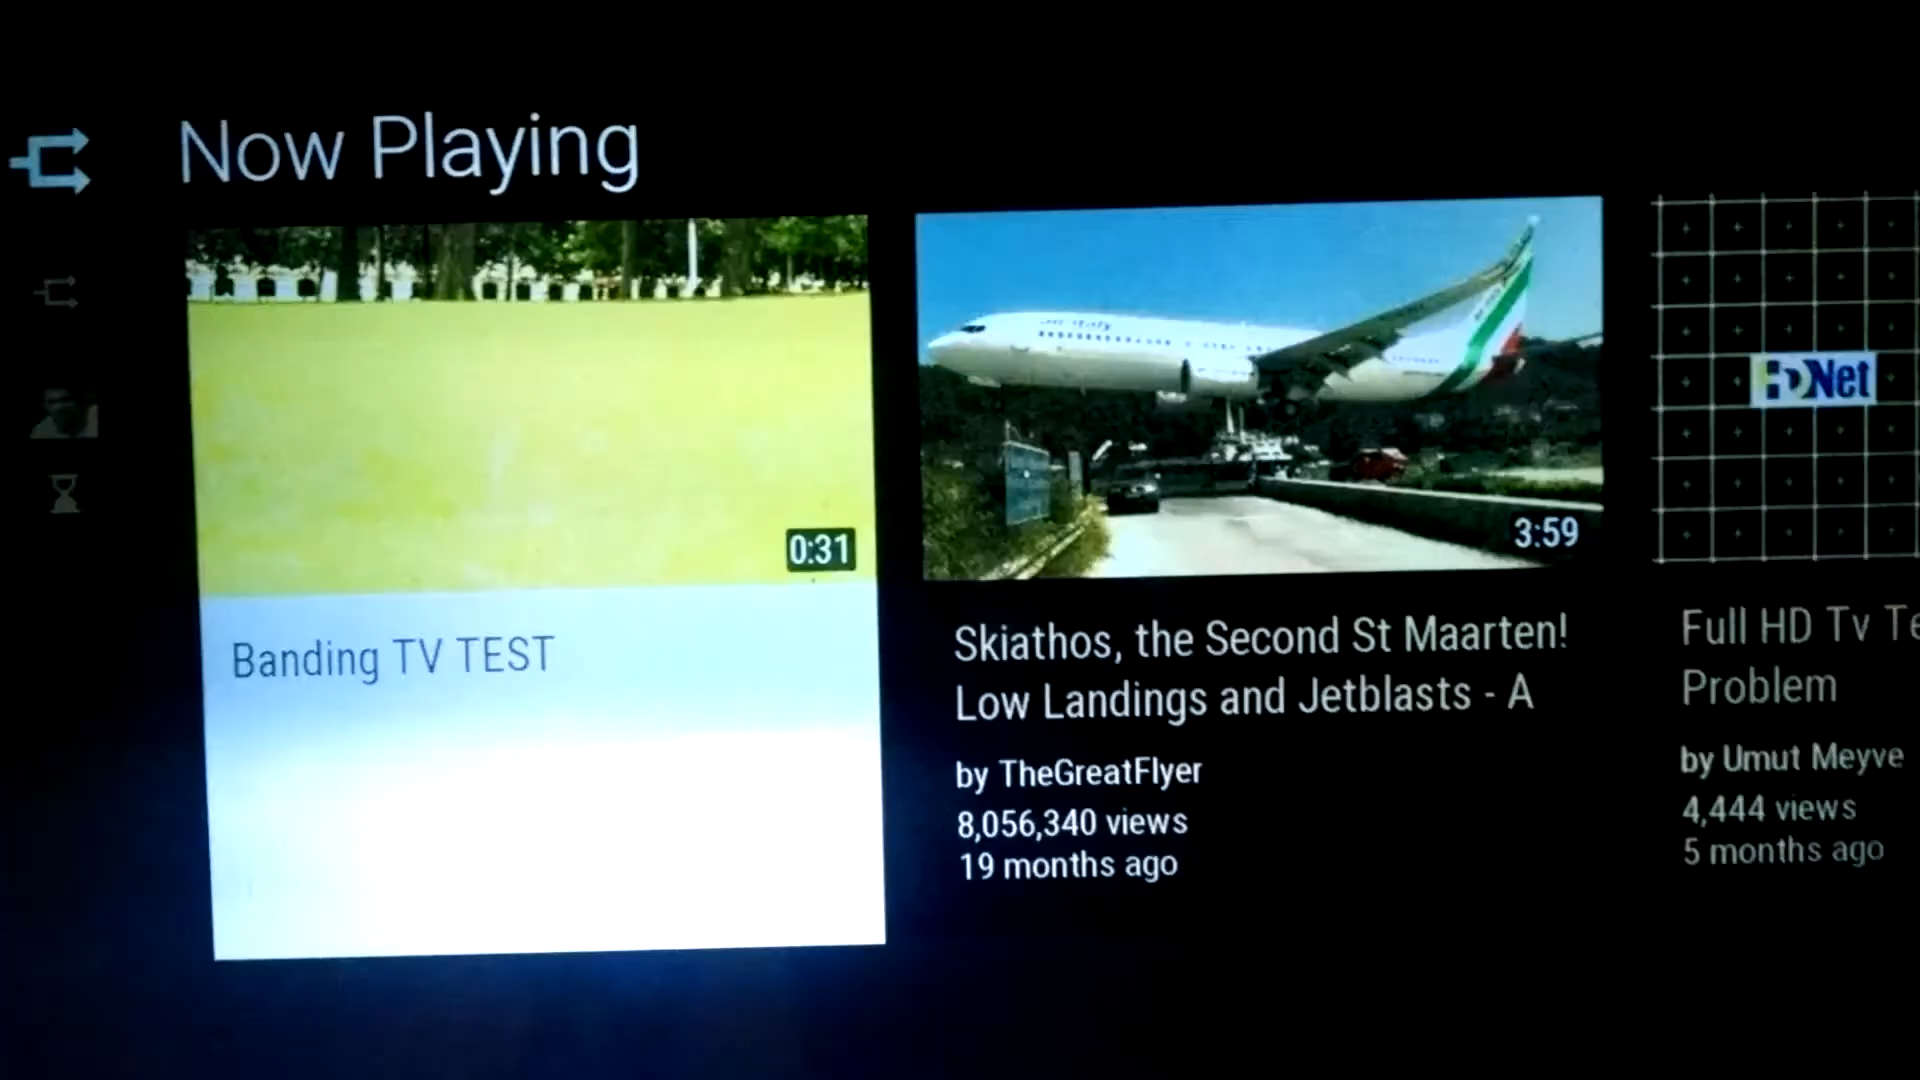 Now Playing
0:31
Banding TV TEST
3:59
Skiathos, the Second St Maarten!
Low Landings and Jetblasts - A
by TheGreatFlyer
8,056,340 views
19 months ago
HDNet
Full HD Tv
Problem
by Umut Meyve
4,444 views
5 months ago